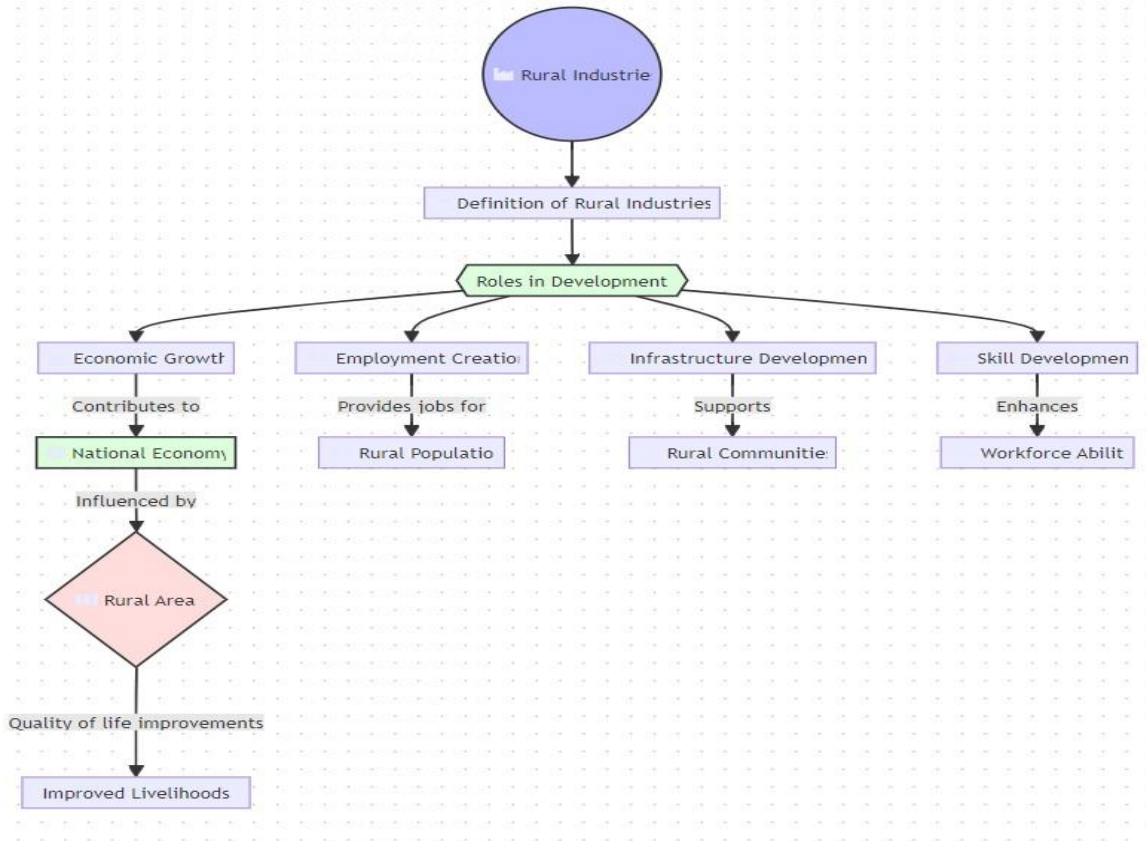 Rural Industrie
Definition of Rural Industries
Roles in Development
Economic Growth
Employment Creatio
Infrastructure Developmen
Skill Developmen
Contributes to
Provides jobs for
Supports
Enhances
National Economy
Rural Populatio
Rural Communitie
Workforce Abilit
Influenced by
Rural Area
Quality of life improvements
Improved Livelihoods